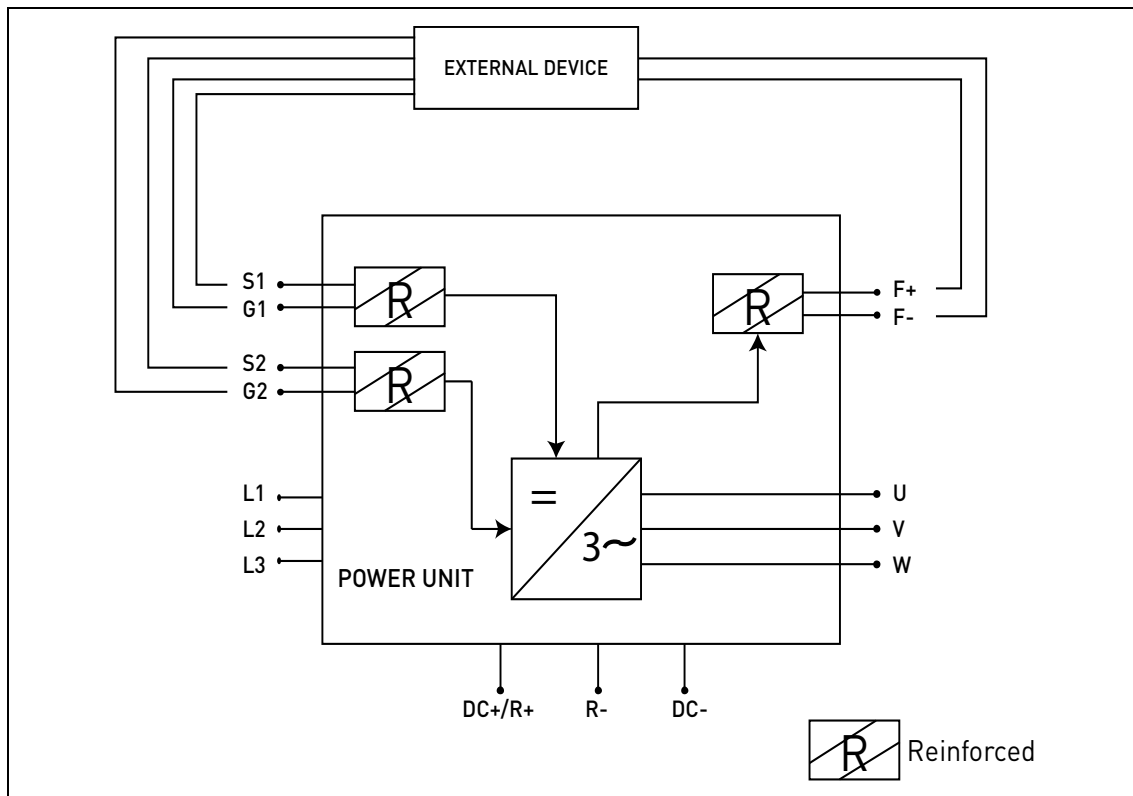 EXTERNAL DEVICE
S1
G1
R
R
F+
F-
S2
G2
R
L1
L2
L3
=
3~
U
V
W
POWER UNIT
DC+/R+
R-
DC-
R
Reinforced